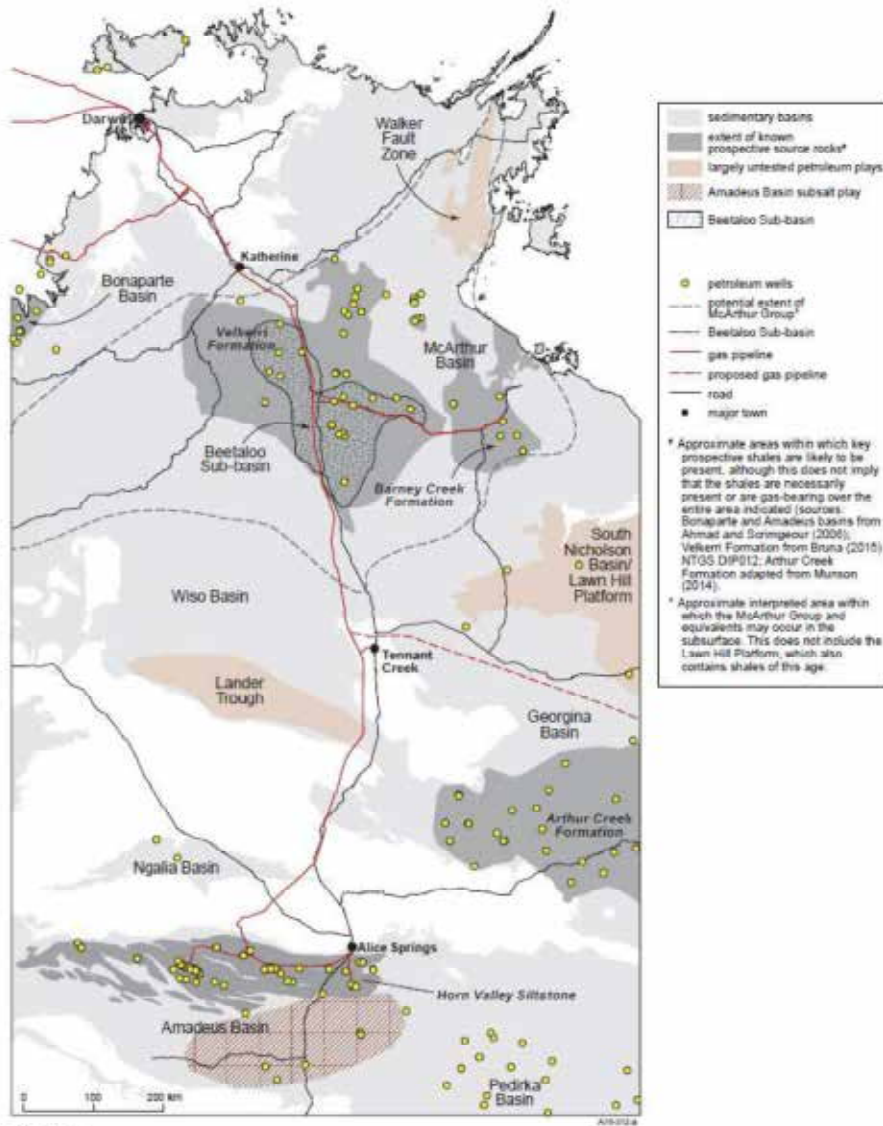 Darwin
Walker
Fault
Zone
Katherine
Bonaparte
Basin
Velkerri
Formation
McArthur
Basin
Beetaloo
Sub-basin
Barney Creek
Formation
South
Nicholson
Basin/
Lawn Hill
Platform
Wiso Basin
Tennant
Creek
Lander
Trough
Georgina
Basin
Arthur Creek
Formation
Ngalia Basin
Alice Springs
Horn Valley Siltstone
Amadeus Basin
Pedirka
Basin
0 100 200 km
sedimentary basins
extent of known
prospective source rocks*
largely untested petroleum plays
Amadeus Basin subsalt play
Beetaloo Sub-basin
petroleum wells
potential extent of
McArthur Group
Beetaloo Sub-basin
gas pipeline
proposed gas pipeline
road
major town
* Approximate areas within which key
prospective shales are likely to be
present, although this does not imply
that the shales are necessarily
present or are gas-bearing over the
entire area indicated (sources:
Bonaparte and Amadeus basins from
Ahmad and Scrimgeour (2006);
Velkerri Formation from Bruna (2015)
NTGS DIP012; Arthur Creek
Formation adapted from Munson
(2014).
Approximate interpreted area within
which the McArthur Group and
equivalents may occur in the
subsurface. This does not include the
Lawn Hill Platform, which also
contains shales of this age.